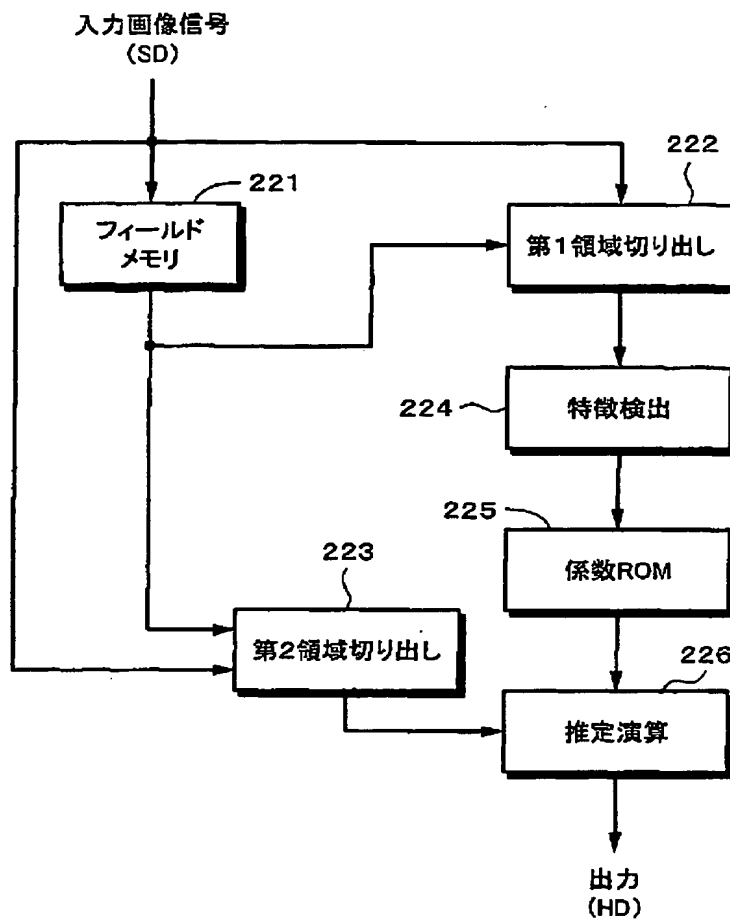 入力画像信号
(SD)
221
222
フィールド
メモリ
第1領域切り出し
224
特徴検出
225
223
係数ROM
第2領域切り出し
226
推定演算
出力
(HD)